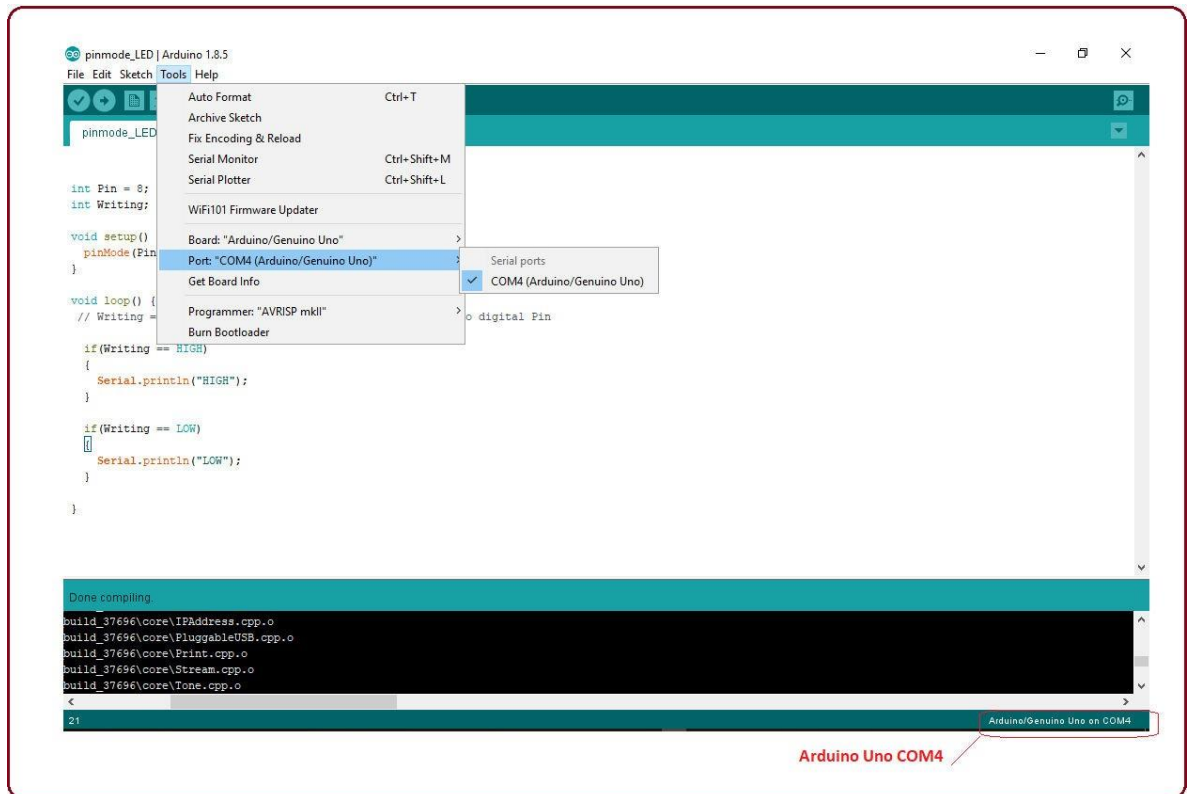 pinmode_LED | Arduino 1.8.5
File Edit Sketch Tools Help
Auto Format Ctrl+T
Archive Sketch
pinmode_LED
Fix Encoding & Reload
Serial Monitor Ctrl+Shift+M
Serial Plotter Ctrl+Shift+L
WiFi101 Firmware Updater
Board: "Arduino/Genuino Uno"
Port: "COM4 (Arduino/Genuino Uno)"
Get Board Info
Programmer: "AVRISP mkII"
Burn Bootloader
Serial ports
COM4 (Arduino/Genuino Uno)
int Pin = 8;
int Writing;
void setup()
pinMode(Pin
}
void loop() {
// Writing = o digital Pin
if(Writing == HIGH)
{
Serial.println("HIGH");
}
if(Writing == LOW)
{
Serial.println("LOW");
}
}
Done compiling.
build_37696\core\IPAddress.cpp.o
build_37696\core\PluggableUSB.cpp.o
build_37696\core\Print.cpp.o
build_37696\core\Stream.cpp.o
build_37696\core\Tone.cpp.o
21 Arduino/Genuino Uno on COM4
Arduino Uno COM4